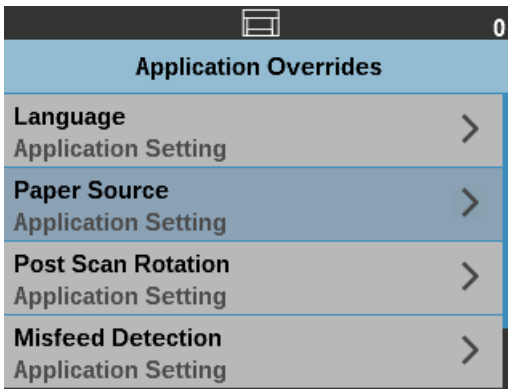 0
Application Overrides
Language
Application Setting
Paper Source
Application Setting
Post Scan Rotation
Application Setting
Misfeed Detection
Application Setting